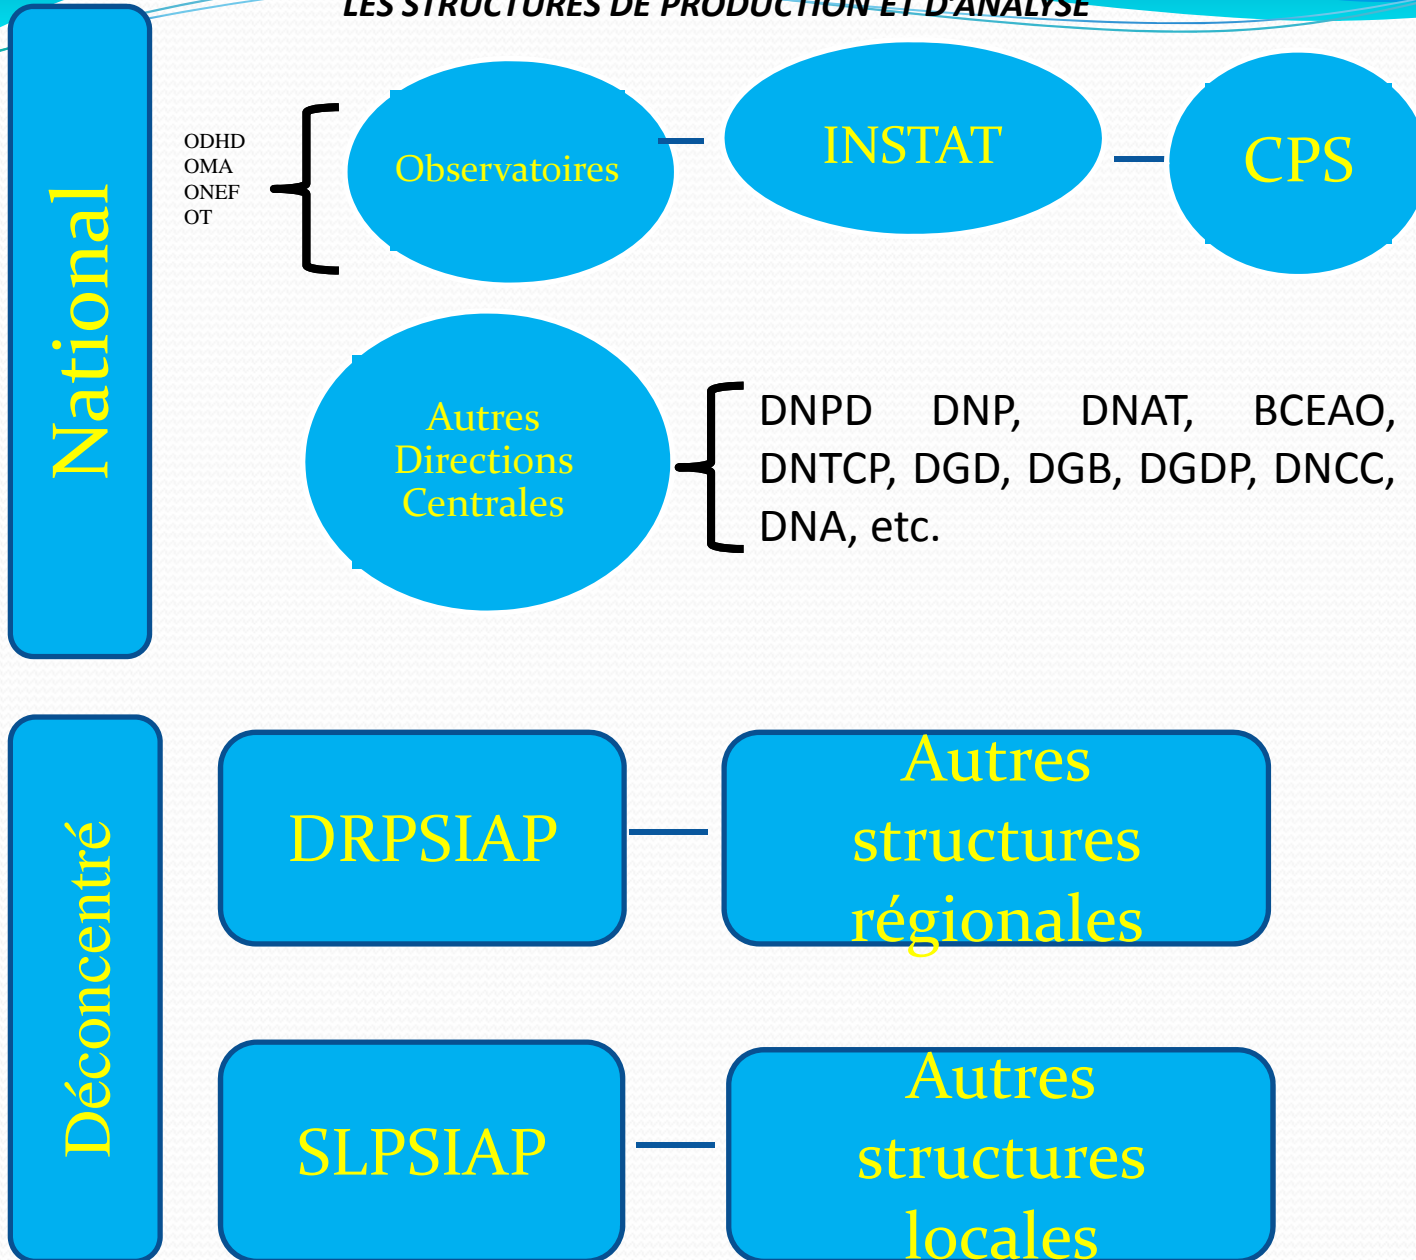 LES STRUCTURES DE PRODUCTION ET D'ANALYSE
National
ODHD
OMA
ONEF
OT
Observatoires
INSTAT
CPS
Autres
Directions
Centrales
DNPD DNP, DNAT, BCEAO,
DNTCP, DGD, DGB, DGDP, DNCC,
DNA, etc.
Déconcentré
DRPSIAP
Autres
structures
régionales
SLPSIAP
Autres
structures
locales